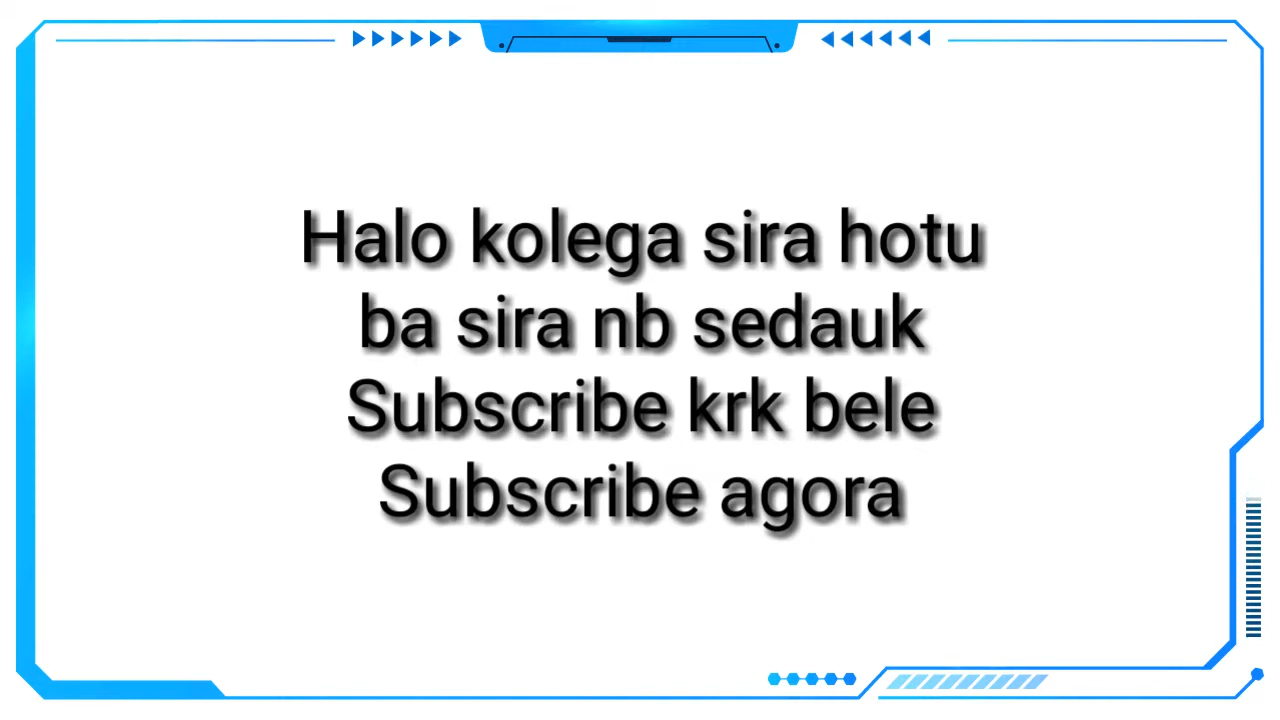 Halo kolega sira hotu
ba sira nb sedauk
Subscribe krk bele
Subscribe agora